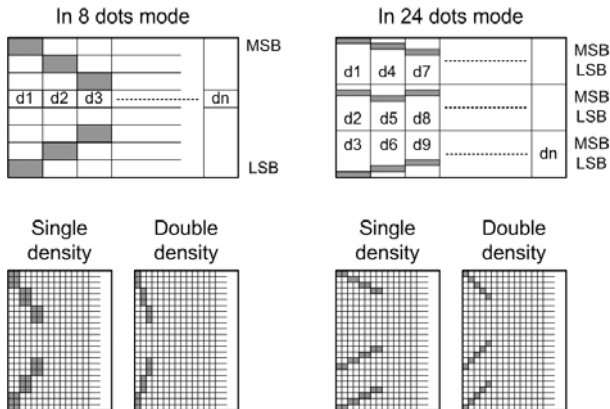 In 8 dots mode
MSB
d1 d2 d3 dn
LSB
In 24 dots mode
d1 d4 d7 MSB
LSB
d2 d5 d8 MSB
LSB
d3 d6 d9 dn MSB
LSB
Single density
Double density
Single density
Double density